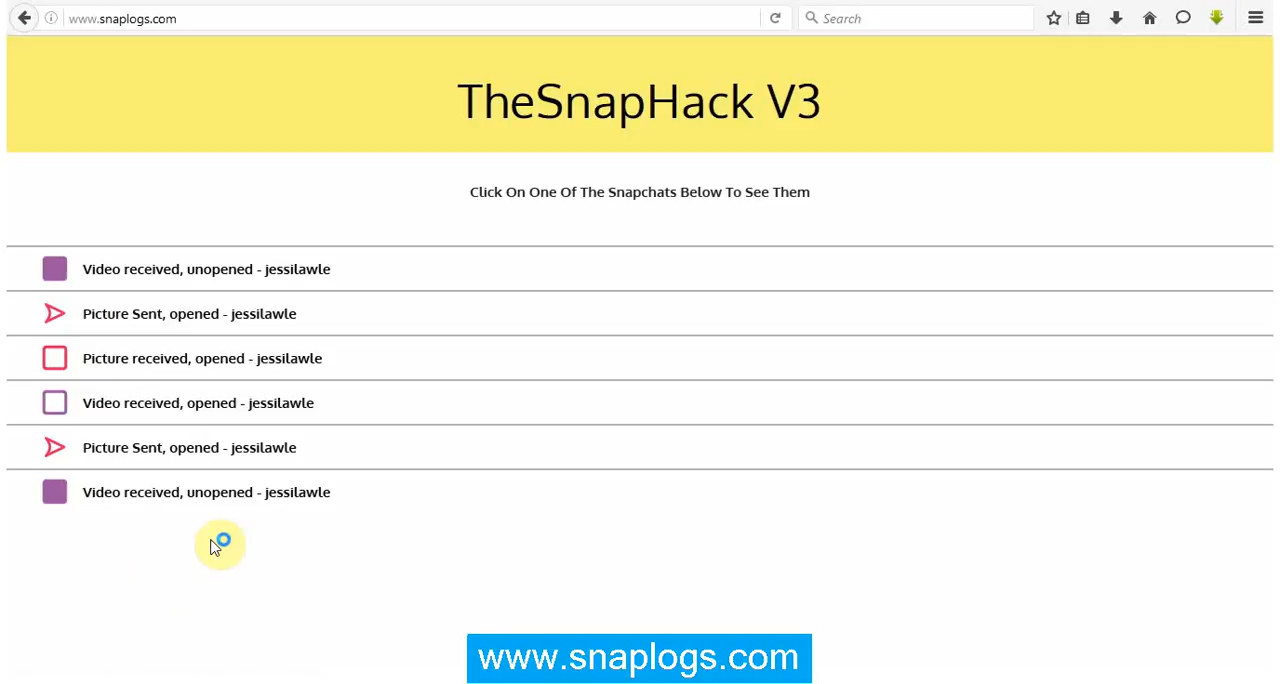 www.snaplogs.com
Search
TheSnapHack V3
Click On One Of The Snapchats Below To See Them
Video received, unopened - jessilawle
Picture Sent, opened - jessilawle
Picture received, opened - jessilawle
Video received, opened - jessilawle
Picture Sent, opened - jessilawle
Video received, unopened - jessilawle
www.snaplogs.com